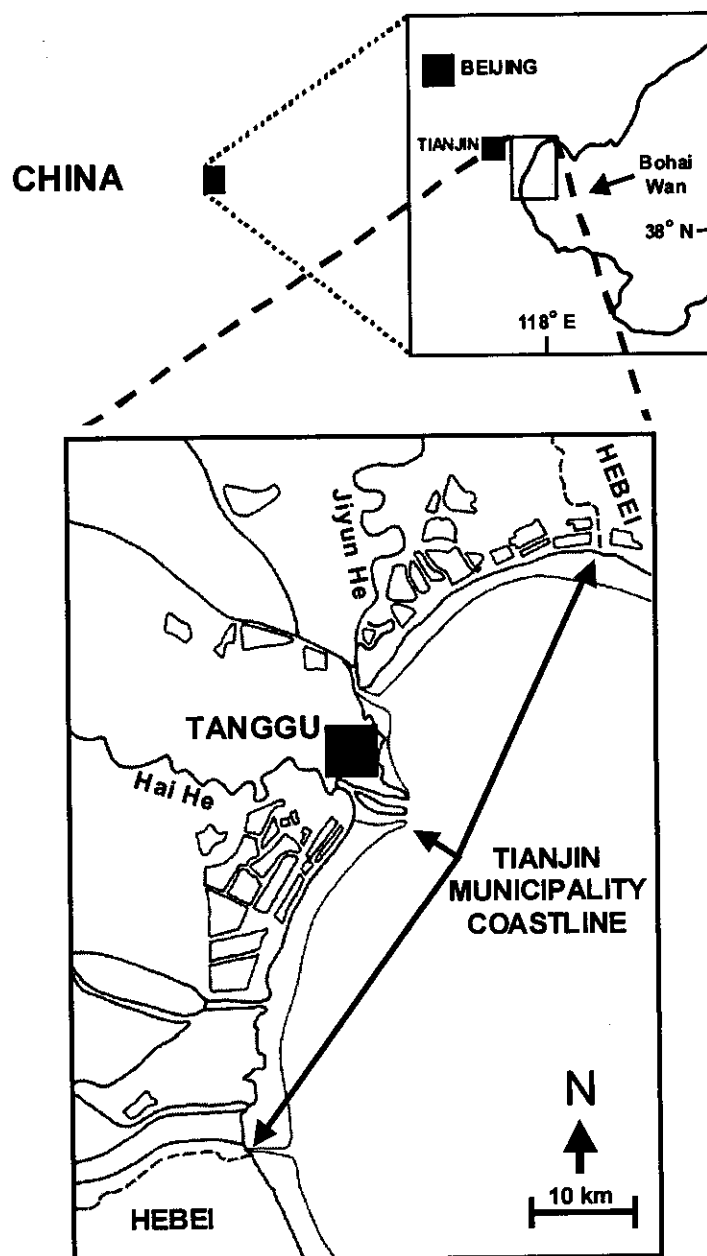 BEIJING
CHINA
TIANJIN
Bohai
Wan
38° N
118° E
HEBEI
Jiyun He
TANGGU
Hai He
TIANJIN
MUNICIPALITY
COASTLINE
N
10 km
HEBEI